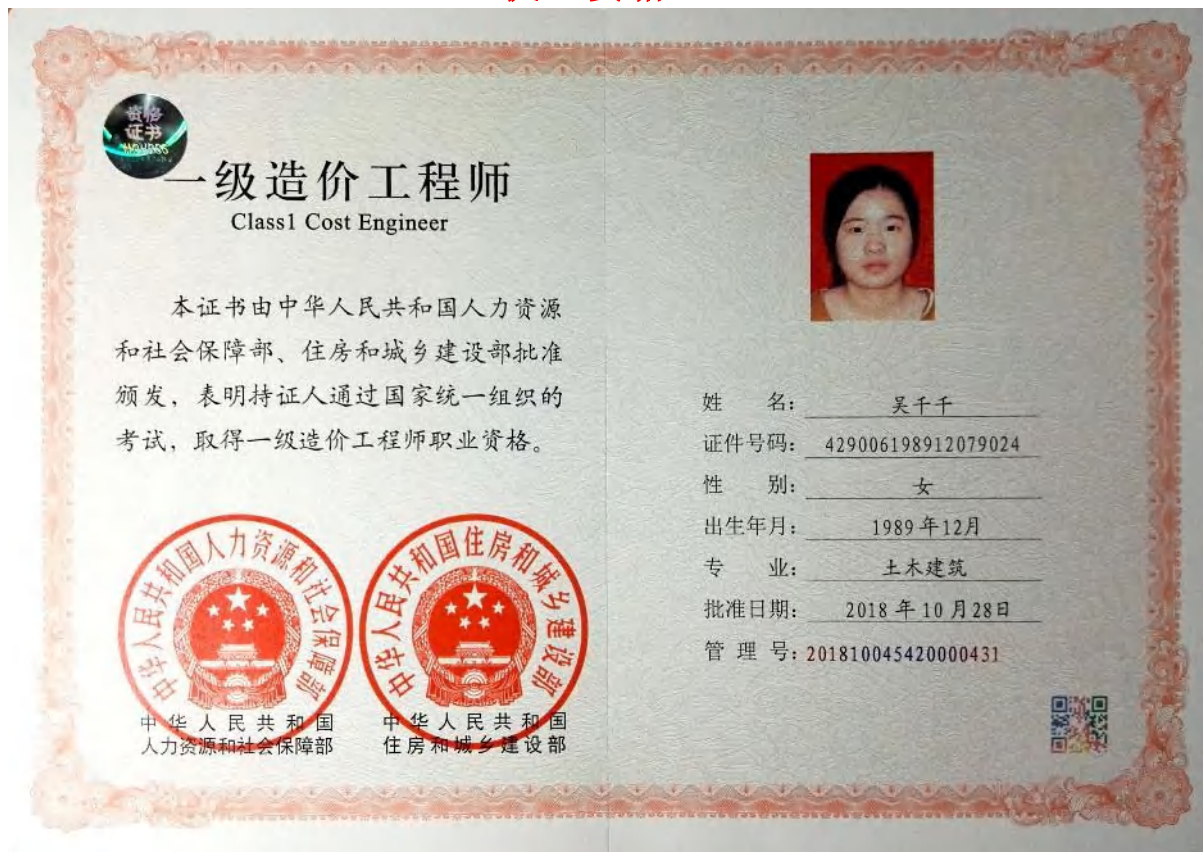 资格
证书
一级造价工程师
Class1 Cost Engineer
本证书由中华人民共和国人力资源
和社会保障部、住房和城乡建设部批准
颁发，表明持证人通过国家统一组织的
考试，取得一级造价工程师职业资格。
中华人民共和国人力资源和社会保障部
中华人民共和国住房和城乡建设部
中华人民共和国
人力资源和社会保障部
中华人民共和国
住房和城乡建设部
姓 名：吴千千
证件号码：429006198912079024
性 别：女
出生年月：1989年12月
专 业：土木建筑
批准日期：2018年10月28日
管 理 号：201810045420000431